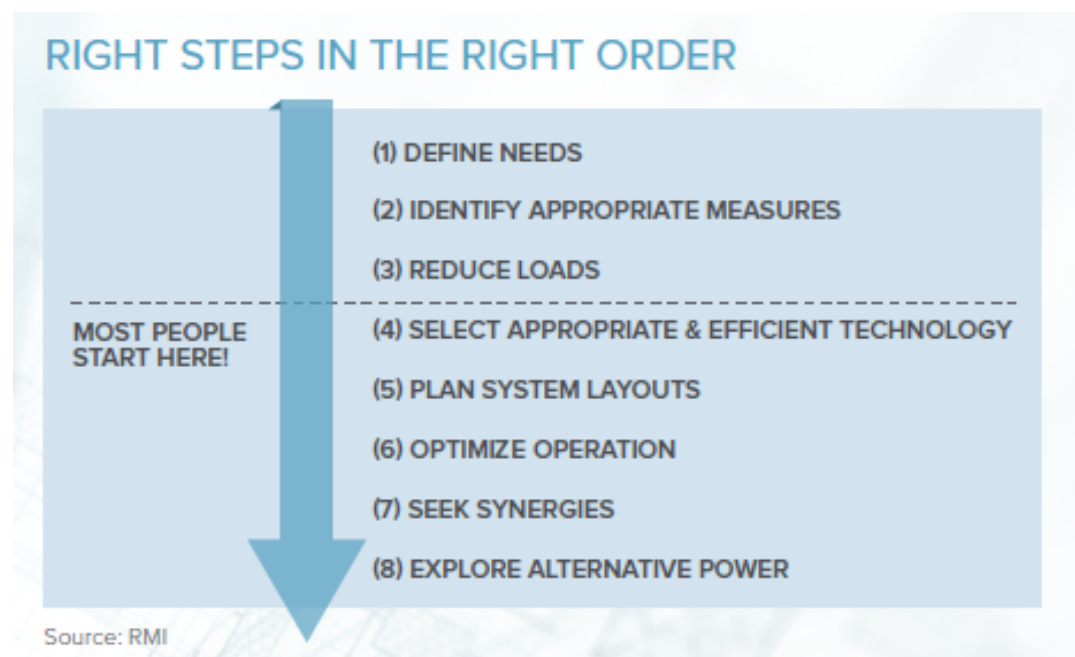 RIGHT STEPS IN THE RIGHT ORDER
(1) DEFINE NEEDS
(2) IDENTIFY APPROPRIATE MEASURES
(3) REDUCE LOADS
MOST PEOPLE
START HERE!
(4) SELECT APPROPRIATE & EFFICIENT TECHNOLOGY
(5) PLAN SYSTEM LAYOUTS
(6) OPTIMIZE OPERATION
(7) SEEK SYNERGIES
(8) EXPLORE ALTERNATIVE POWER
Source: RMI